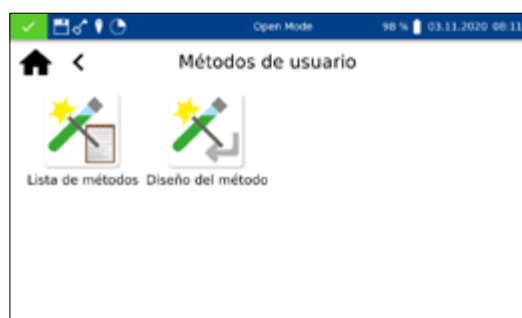 Open Mode 98 % 03.11.2020 08:11
Métodos de usuario
Lista de métodos Diseño del método